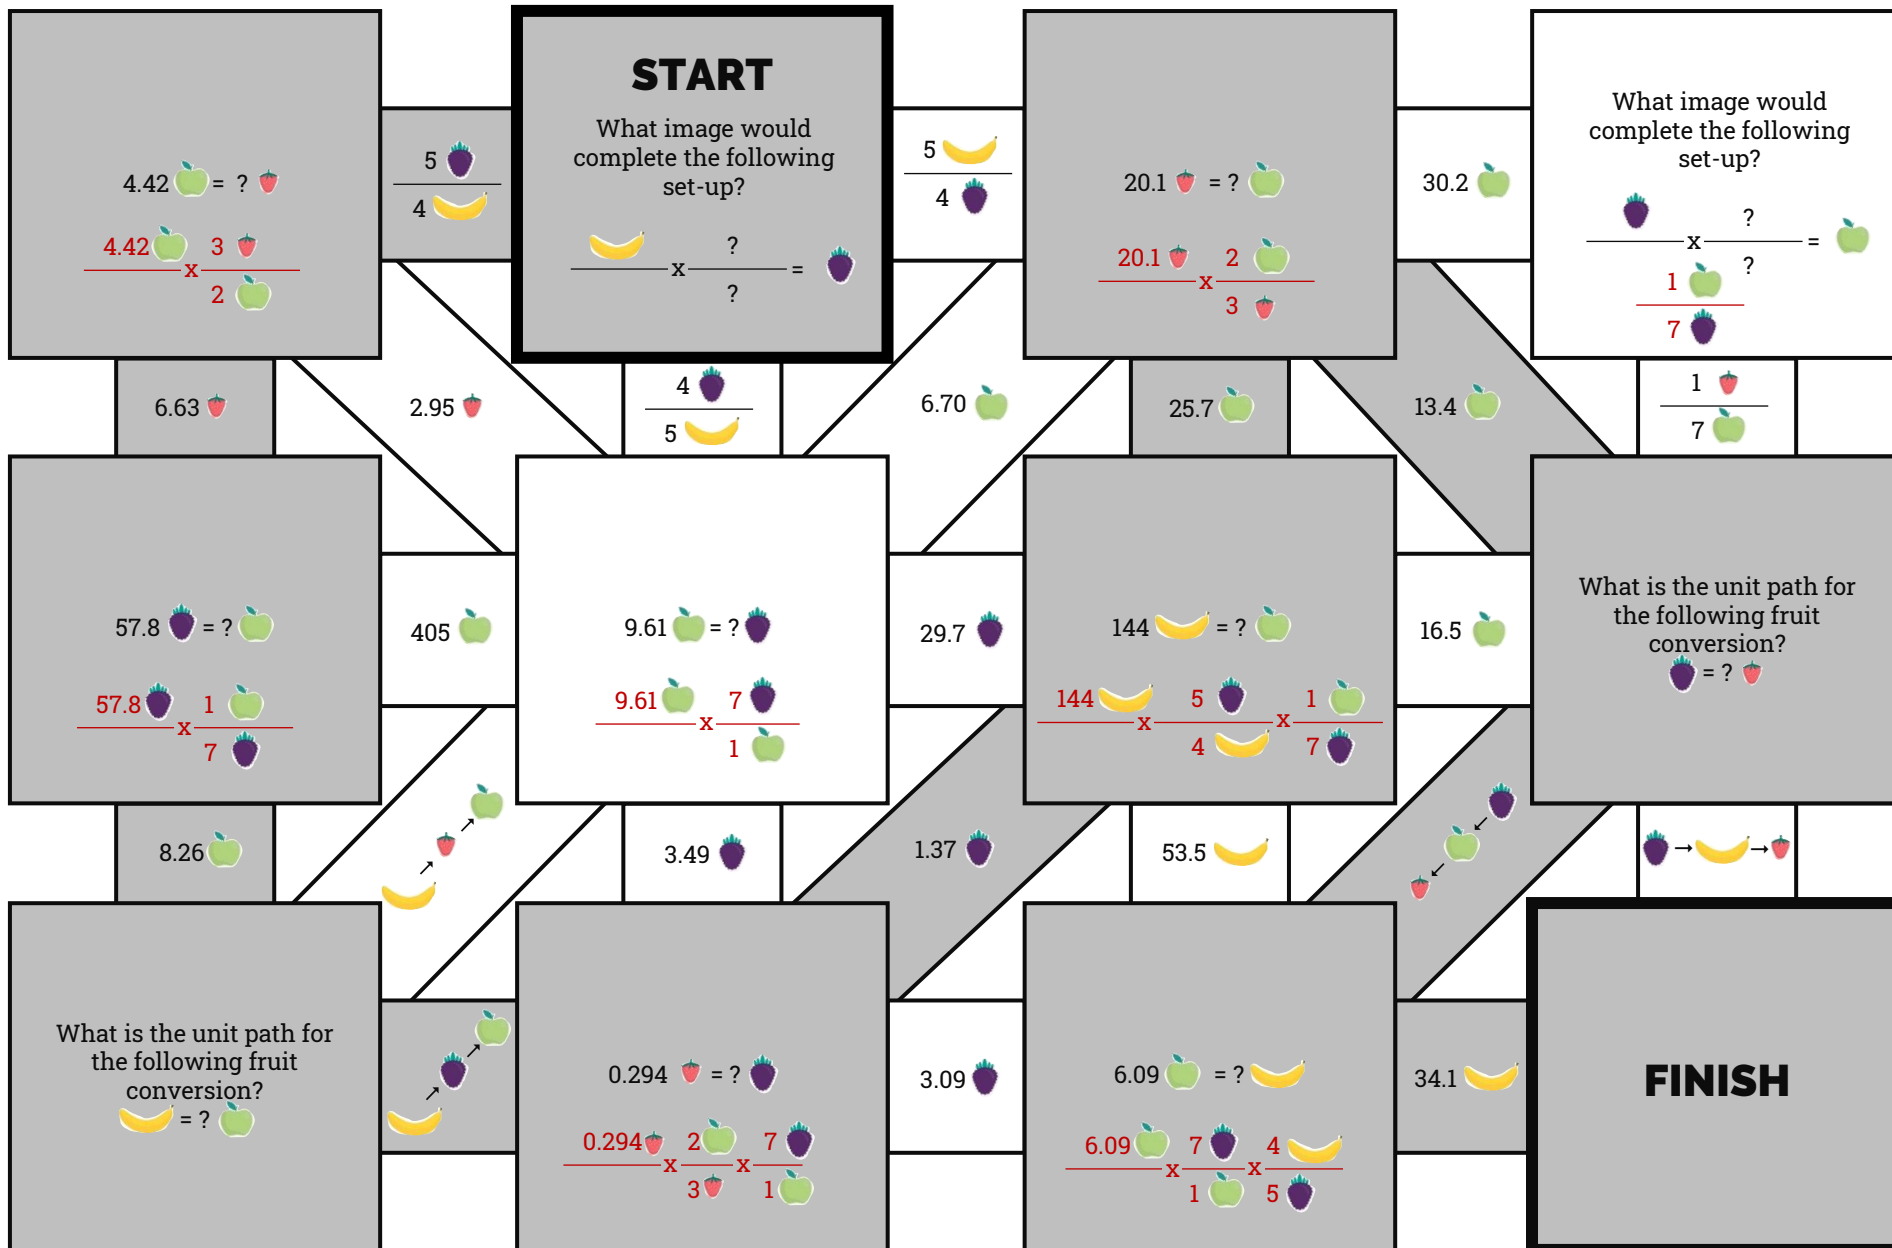 4.42 = ?
4.42 x 3
2
5
4
START
What image would
complete the following
set-up?
x ? =
?
5
4
20.1 = ?
20.1 x 2
3
30.2
What image would
complete the following
set-up?
x ? =
?
1
7
6.63
2.95
4
5
6.70
25.7
13.4
1
7
57.8 = ?
57.8 x 1
7
405
9.61 = ?
9.61 x 7
1
29.7
144 = ?
144 x 5 x 1
4 7
16.5
What is the unit path for
the following fruit
conversion?
= ?
8.26
3.49
1.37
53.5
What is the unit path for
the following fruit
conversion?
= ?
0.294 = ?
0.294 x 2 x 7
3 1
3.09
6.09 = ?
6.09 x 7 x 4
1 5
34.1
FINISH